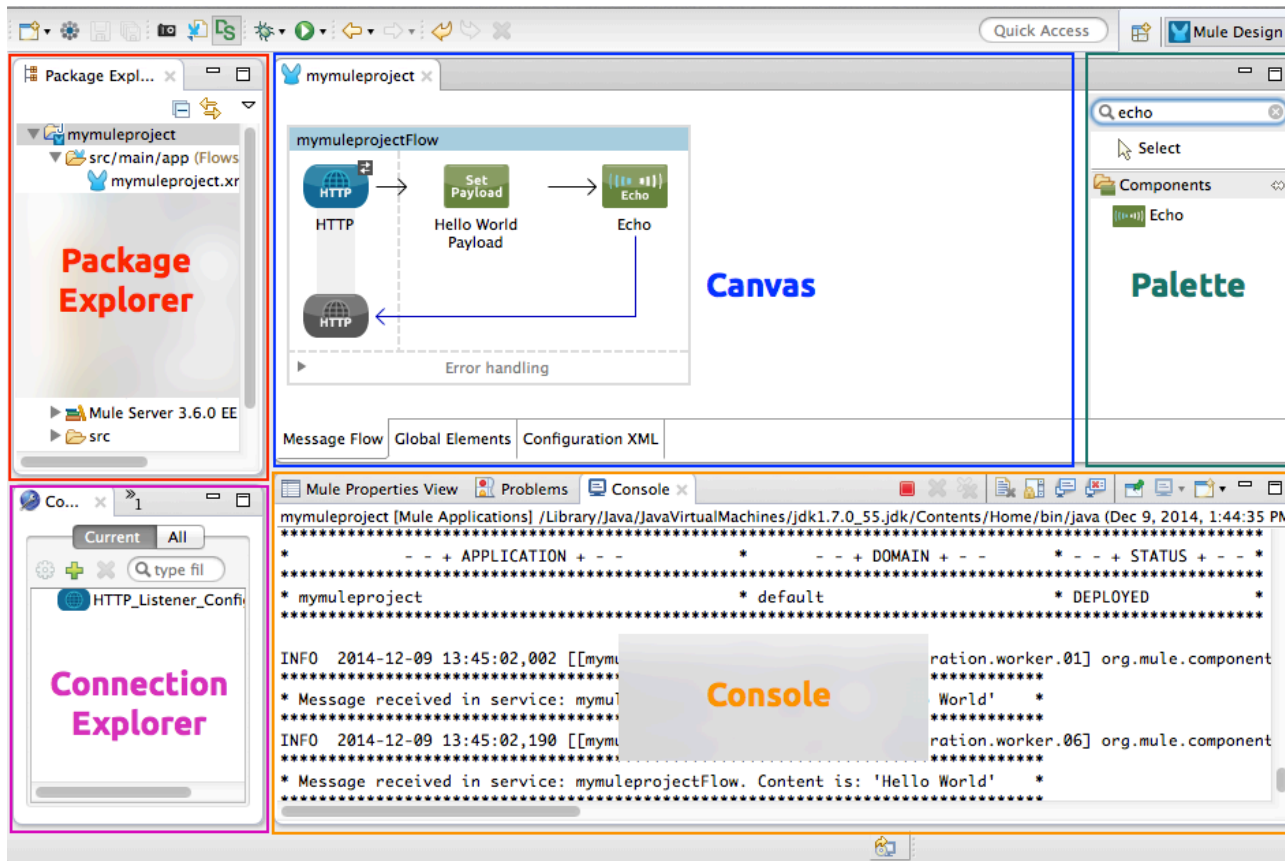 Quick Access
Mule Design
Package Expl...
mymuleproject
src/main/app (Flows
mymuleproject.xr
Package
Explorer
Mule Server 3.6.0 EE
src
mymuleproject
mymuleprojectFlow
HTTP
Set
Payload
Echo
HTTP
Hello World
Payload
Echo
HTTP
Error handling
Canvas
Message Flow
Global Elements
Configuration XML
echo
Select
Components
Echo
Palette
Co...
»1
Current
All
type fil
HTTP_Listener_Config
Connection
Explorer
Mule Properties View
Problems
Console
mymuleproject [Mule Applications] /Library/Java/JavaVirtualMachines/jdk1.7.0_55.jdk/Contents/Home/bin/java (Dec 9, 2014, 1:44:35 PM
* - - + APPLICATION + - - * - - + DOMAIN + - - * - - + STATUS + - - *
* mymuleproject * default * DEPLOYED *
INFO 2014-12-09 13:45:02,002 [[mymu ration.worker.01] org.mule.component
* Message received in service: mymul World' *
INFO 2014-12-09 13:45:02,190 [[mymu ration.worker.06] org.mule.component
* Message received in service: mymuleprojectFlow. Content is: 'Hello World' *
Console